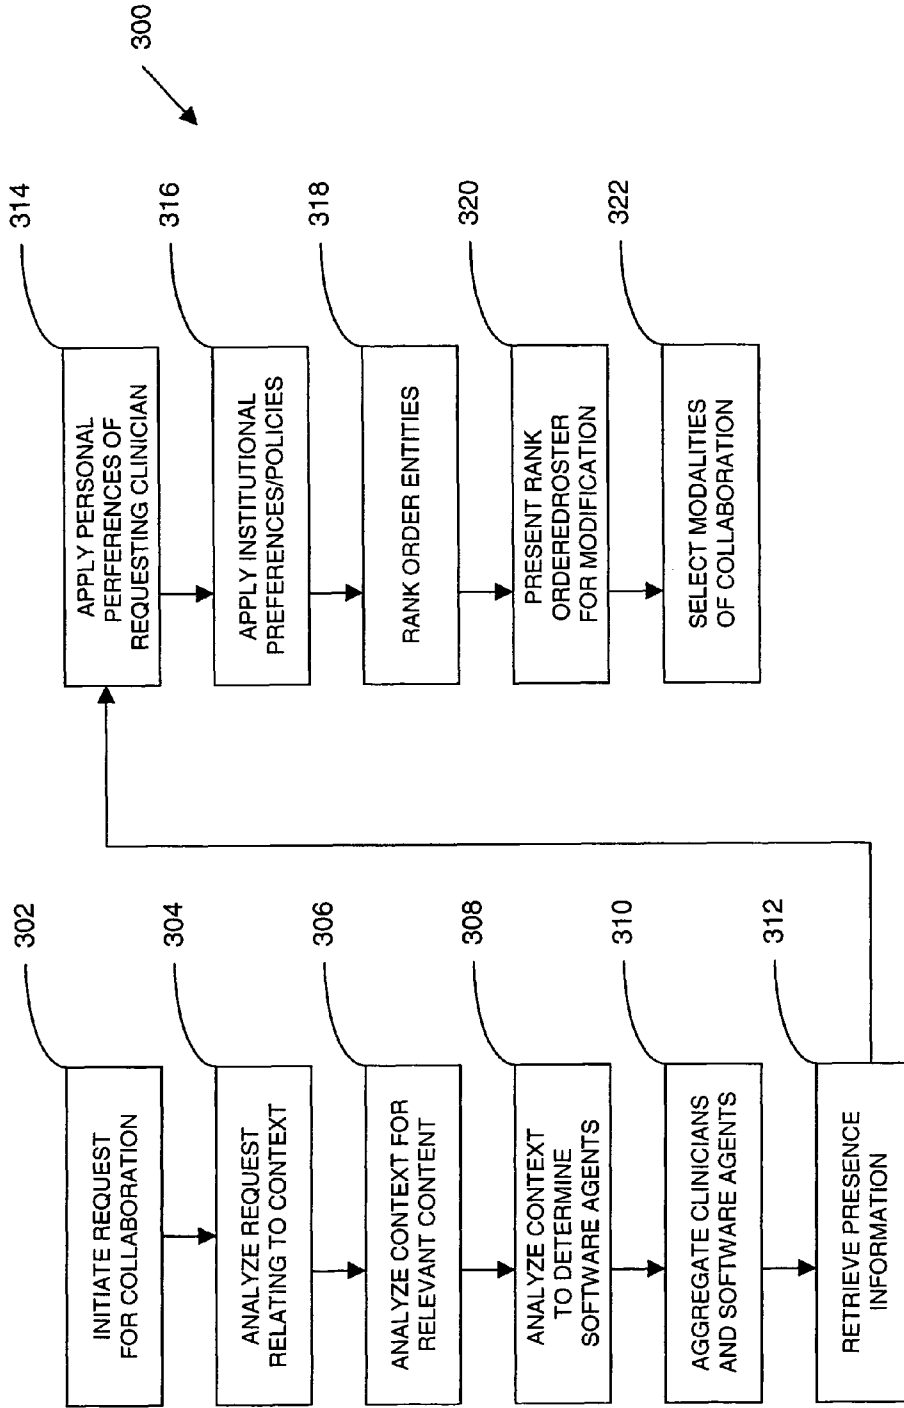 300
302
INITIATE REQUEST
FOR COLLABORATION
304
ANALYZE REQUEST
RELATING TO CONTEXT
306
ANALYZE CONTEXT FOR
RELEVANT CONTENT
308
ANALYZE CONTEXT
TO DETERMINE
SOFTWARE AGENTS
310
AGGREGATE CLINICIANS
AND SOFTWARE AGENTS
312
RETRIEVE PRESENCE
INFORMATION
314
APPLY PERSONAL
PERFERENCES OF
REQUESTING CLINICIAN
316
APPLY INSTITUTIONAL
PREFERENCES/POLICIES
318
RANK ORDER ENTITIES
320
PRESENT RANK
ORDEREDROSTER
FOR MODIFICATION
322
SELECT MODALITIES
OF COLLABORATION